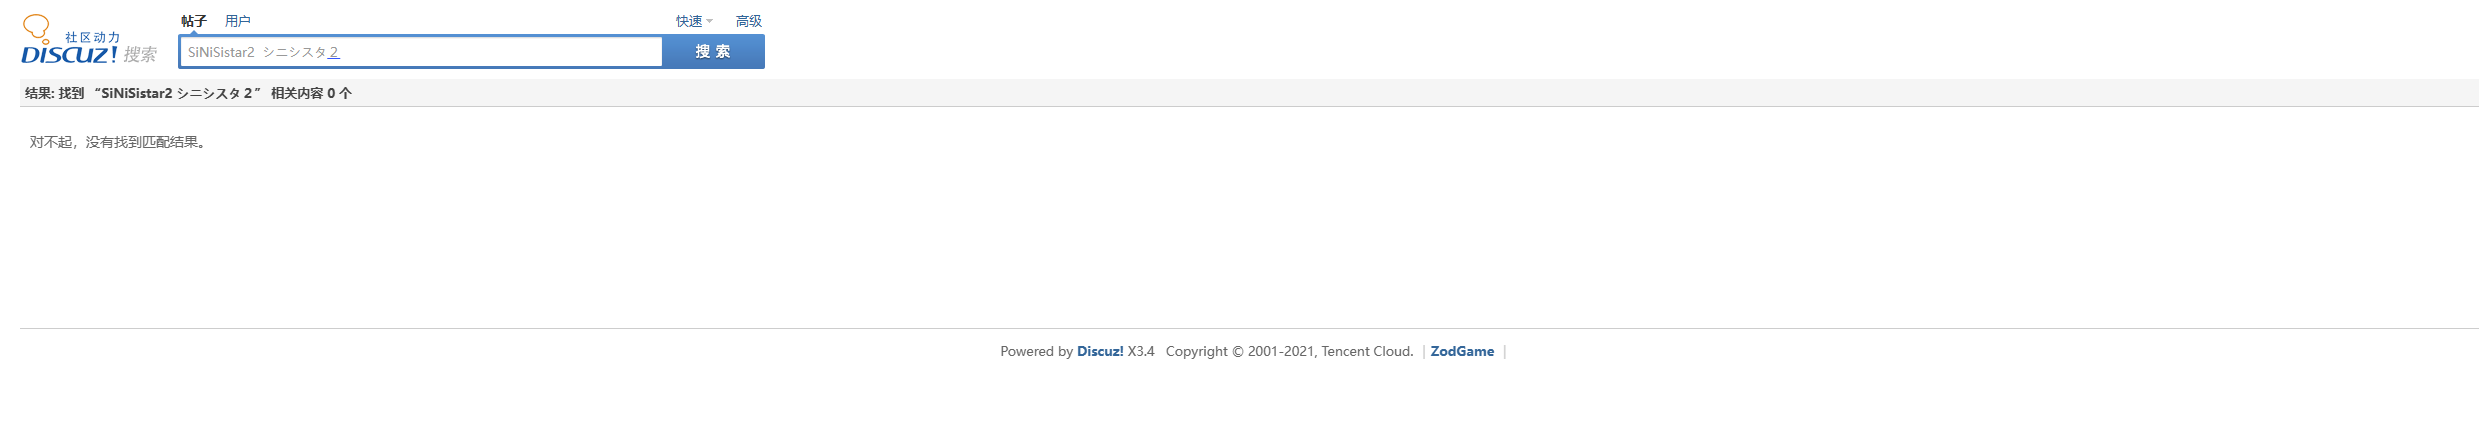 帖子 用户 快速 高级
社区动力
DISCUZ! 搜索
SiNiSistar2 シニシスタ２ 搜 索
结果: 找到 “SiNiSistar2 シニシスタ２” 相关内容 0 个
对不起，没有找到匹配结果。
Powered by Discuz! X3.4 Copyright © 2001-2021, Tencent Cloud. | ZodGame |